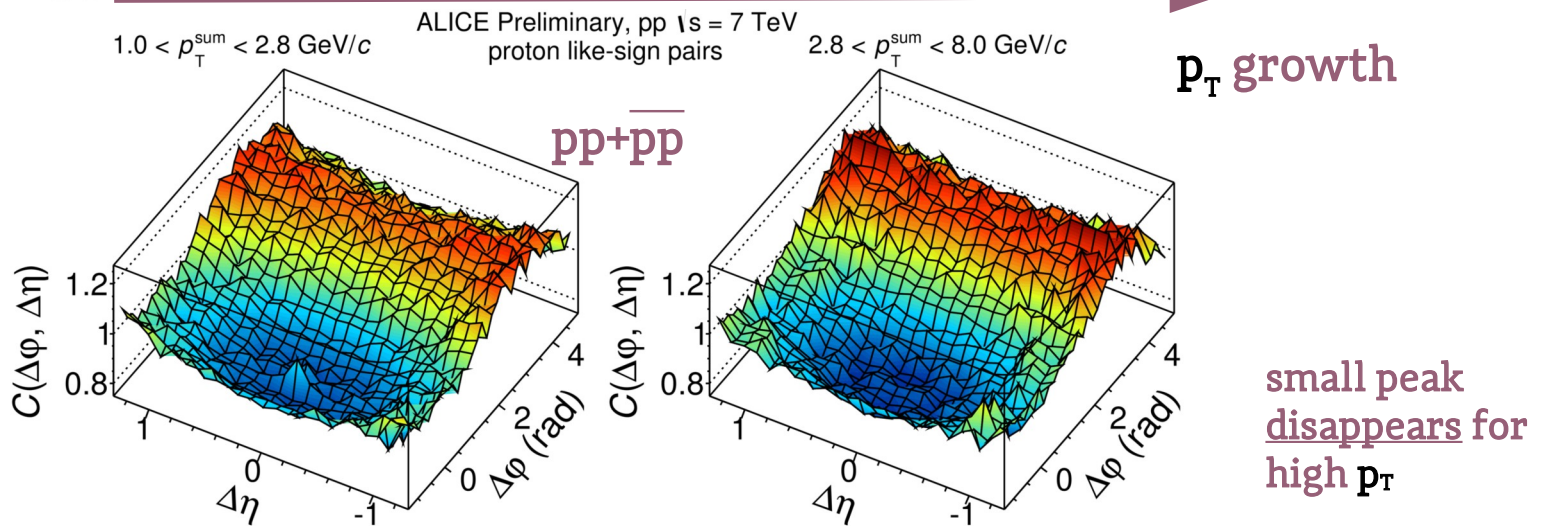 ALICE Preliminary, pp √s = 7 TeV
proton like-sign pairs
1.0 < p_T^sum < 2.8 GeV/c
2.8 < p_T^sum < 8.0 GeV/c
p_T growth
pp+p̅p̅
C(Δφ, Δη)
1.2
1
0.8
1
0
-1
Δη
0
2
4
Δφ (rad)
C(Δφ, Δη)
1.2
1
0.8
1
0
-1
Δη
0
2
4
Δφ (rad)
small peak
disappears for
high p_T